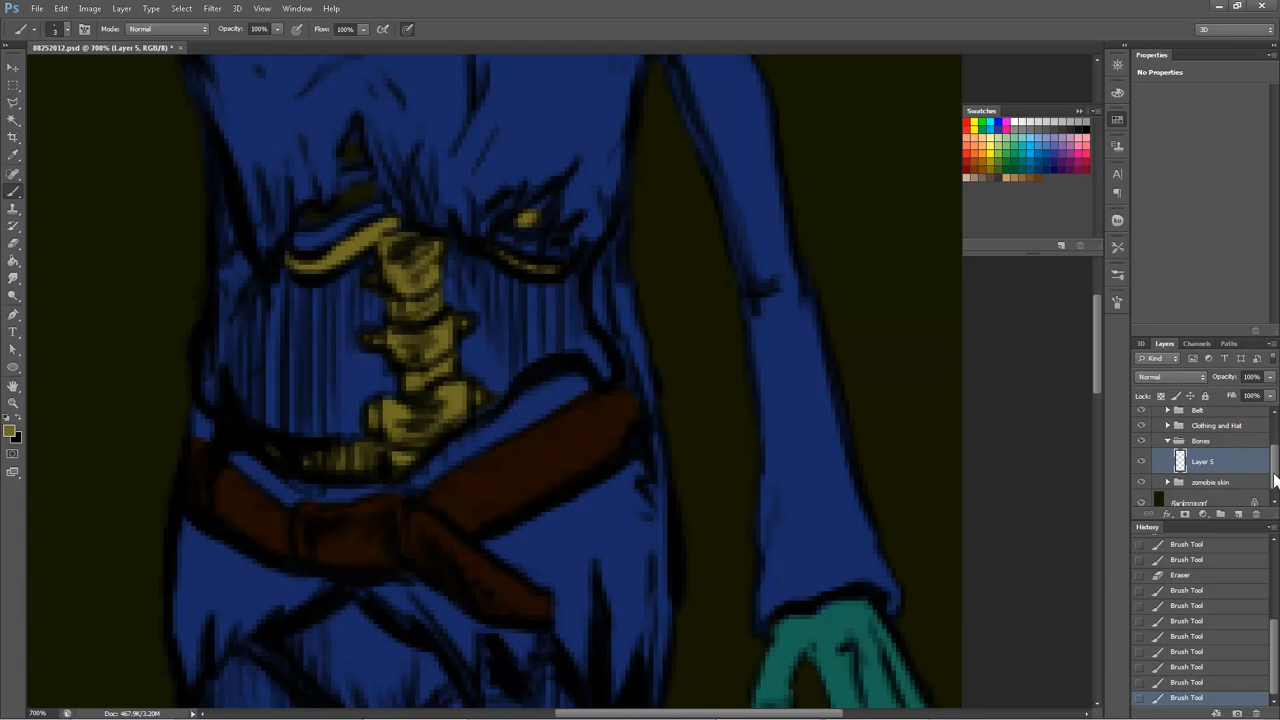 Ps File Edit Image Layer Type Select Filter 3D View Window Help
3 Mode: Normal Opacity: 100% Flow: 100% 3D
08252012.psd @ 700% (Layer 5, RGB/8) * ×
Properties
No Properties
Swatches
3D Layers Channels Paths
Kind
Normal Opacity: 100%
Lock: Fill: 100%
Belt
Clothing and Hat
Bones
Layer 5
zomobie skin
Background
History
Brush Tool
Brush Tool
Eraser
Brush Tool
Brush Tool
Brush Tool
Brush Tool
Brush Tool
Brush Tool
Brush Tool
Brush Tool
700% Doc: 467.9K/3.20M